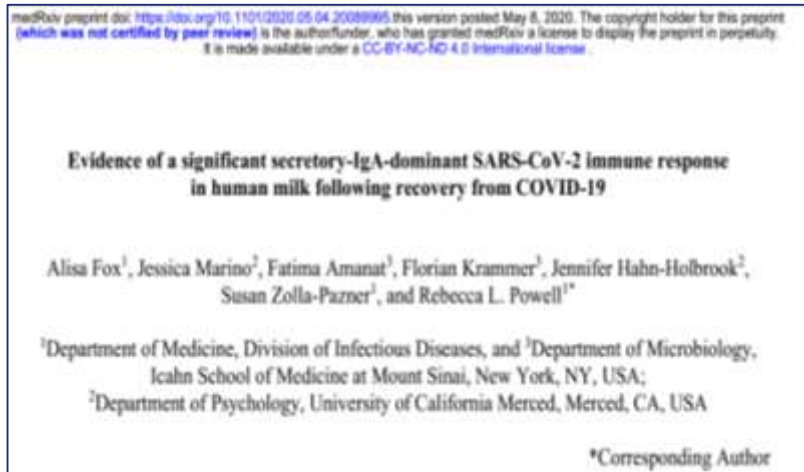 medRxiv preprint doi: https://doi.org/10.1101/2020.05.04.20089995.this version posted May 8, 2020. The copyright holder for this preprint
(which was not certified by peer review) is the author/funder, who has granted medRxiv a license to display the preprint in perpetuity.
It is made available under a CC-BY-NC-ND 4.0 International license .
Evidence of a significant secretory-IgA-dominant SARS-CoV-2 immune response
in human milk following recovery from COVID-19
Alisa Fox¹, Jessica Marino², Fatima Amanat³, Florian Krammer³, Jennifer Hahn-Holbrook²,
Susan Zolla-Pazner¹, and Rebecca L. Powell¹*
¹Department of Medicine, Division of Infectious Diseases, and ³Department of Microbiology,
Icahn School of Medicine at Mount Sinai, New York, NY, USA;
²Department of Psychology, University of California Merced, Merced, CA, USA
*Corresponding Author